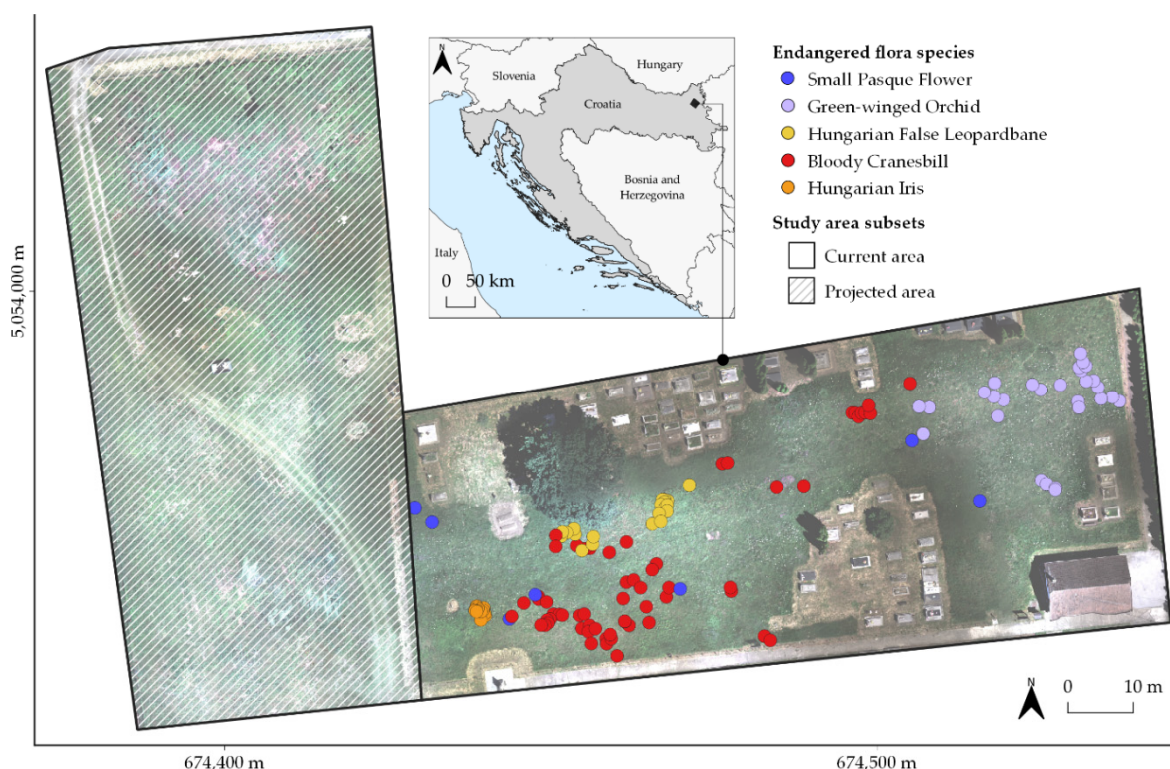 N
Slovenia
Hungary
Croatia
Bosnia and
Herzegovina
Italy
0 50 km
Endangered flora species
Small Pasque Flower
Green-winged Orchid
Hungarian False Leopardbane
Bloody Cranesbill
Hungarian Iris
Study area subsets
Current area
Projected area
5,054,000 m
N
0 10 m
674,400 m
674,500 m